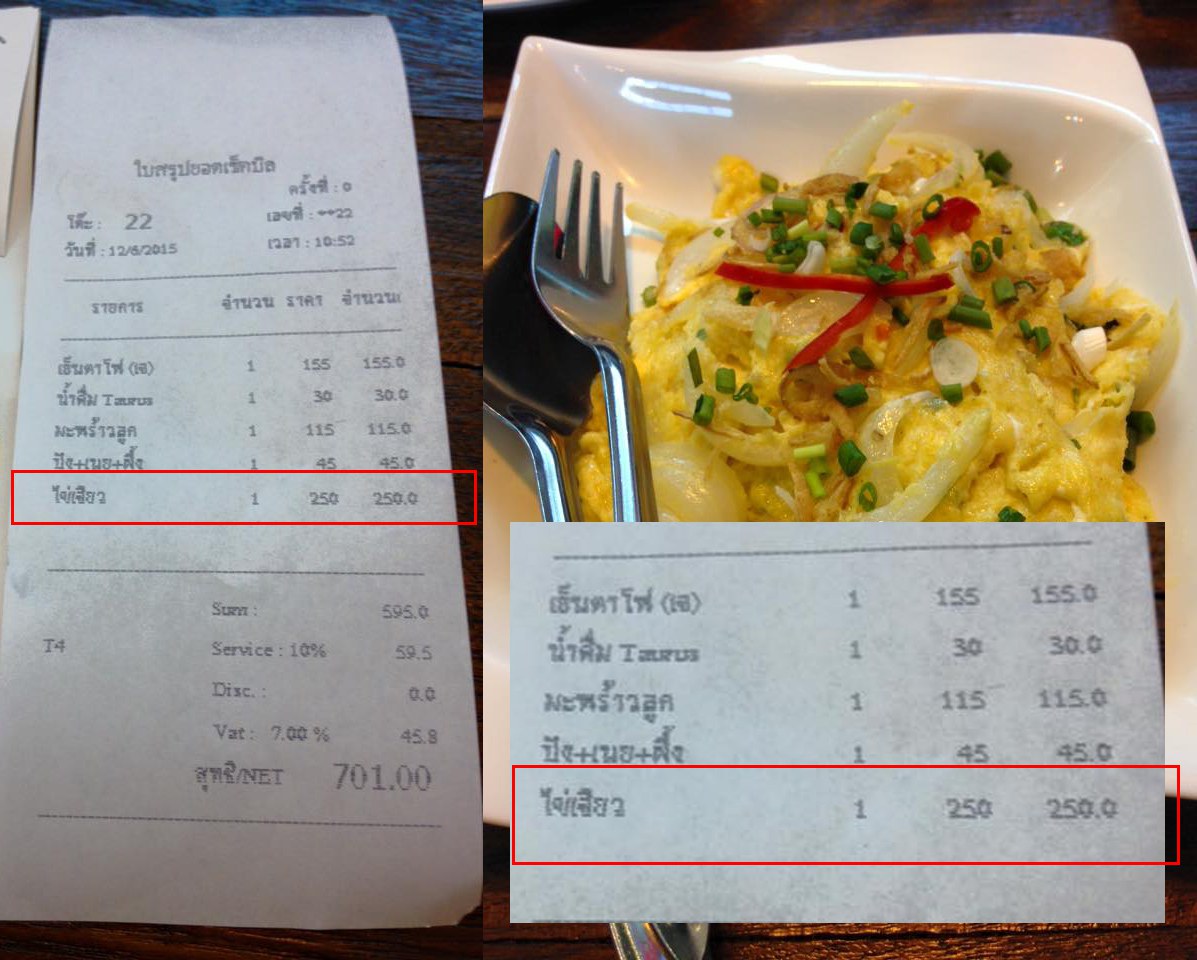 ใบสรุปยอดเช็คบิล
ครั้งที่ : 0
โต๊ะ : 22 เลขที่ : **22
วันที่ : 12/6/2015 เวลา : 10:52
รายการ จำนวน ราคา จำนวนเ
เย็นตาโฟ (เจ) 1 155 155.0
น้ำดื่ม Taurus 1 30 30.0
มะพร้าวลูก 1 115 115.0
ปัง+เนย+ผึ้ง 1 45 45.0
ไข่เจียว 1 250 250.0
Sum : 595.0
T4 Service : 10% 59.5
Disc. : 0.0
Vat : 7.00 % 45.8
สุทธิ/NET 701.00
เย็นตาโฟ (เจ) 1 155 155.0
น้ำดื่ม Taurus 1 30 30.0
มะพร้าวลูก 1 115 115.0
ปัง+เนย+ผึ้ง 1 45 45.0
ไข่เจียว 1 250 250.0